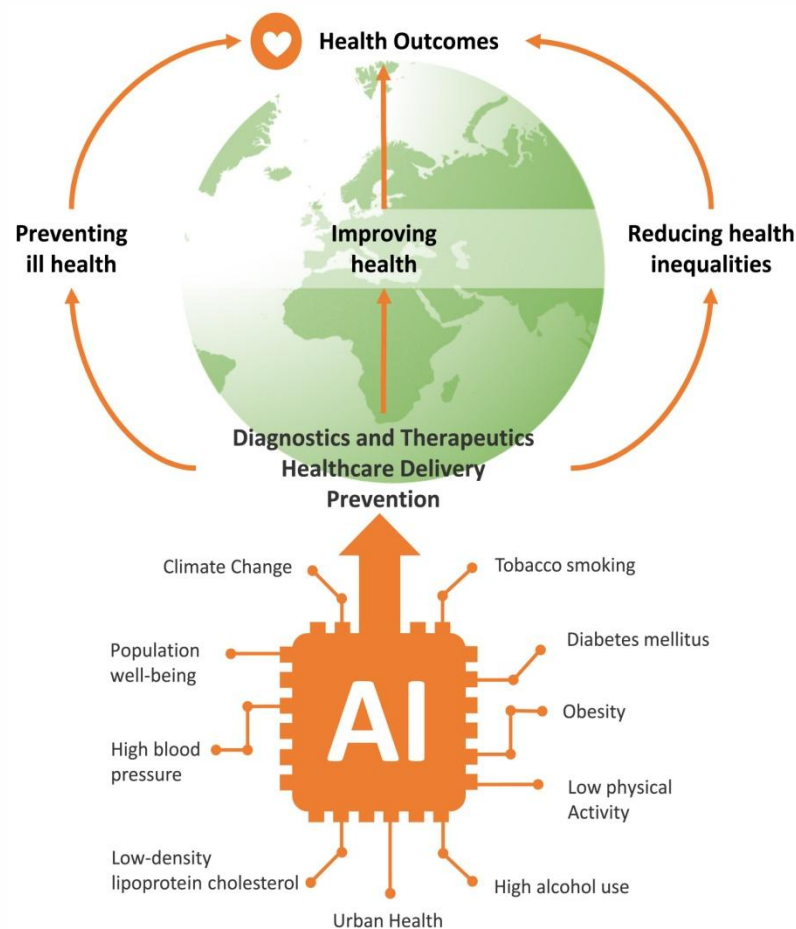 Health Outcomes
Preventing
ill health
Improving
health
Reducing health
inequalities
Diagnostics and Therapeutics
Healthcare Delivery
Prevention
Climate Change
Tobacco smoking
Population
well-being
Diabetes mellitus
AI
Obesity
High blood
pressure
Low physical
Activity
Low-density
lipoprotein cholesterol
High alcohol use
Urban Health